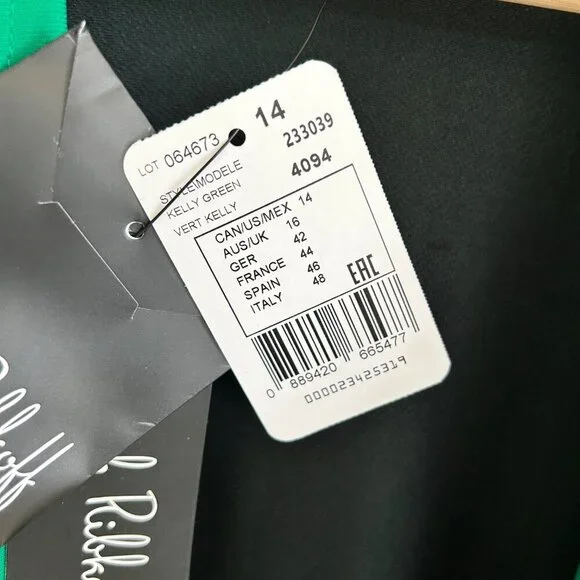 14
LOT 064673 233039
STYLE\MODELE 4094
KELLY GREEN
VERT KELLY
CAN/US/MEX 14
AUS/UK 16
GER 42
FRANCE 44
SPAIN 46
ITALY 48
EAC
0 889420 665477
000023425319